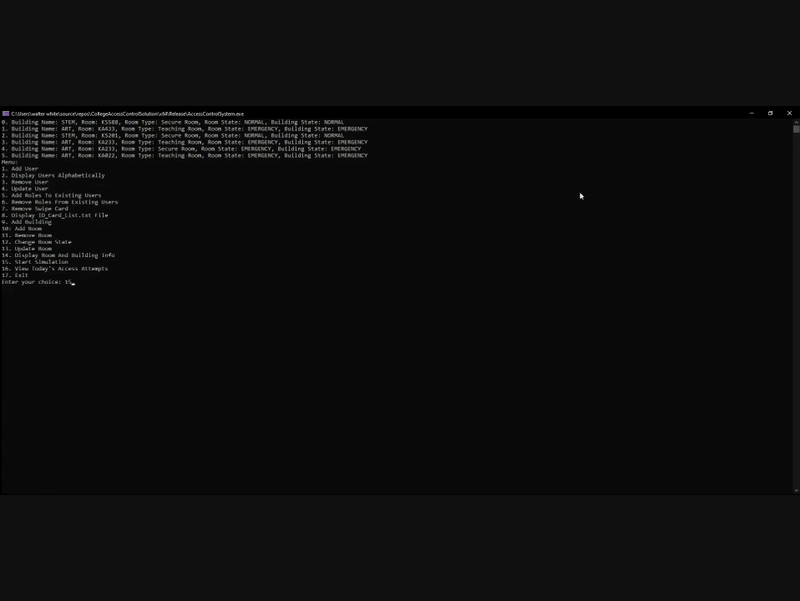 C:\Users\walter white\source\repos\CollegeAccessControlSolution\x64\Release\AccessControlSystem.exe
0. Building Name: STEM, Room: KS580, Room Type: Secure Room, Room State: NORMAL, Building State: NORMAL
1. Building Name: ART, Room: KA433, Room Type: Teaching Room, Room State: EMERGENCY, Building State: EMERGENCY
2. Building Name: STEM, Room: KS201, Room Type: Secure Room, Room State: NORMAL, Building State: NORMAL
3. Building Name: ART, Room: KA233, Room Type: Teaching Room, Room State: EMERGENCY, Building State: EMERGENCY
4. Building Name: ART, Room: KA233, Room Type: Secure Room, Room State: EMERGENCY, Building State: EMERGENCY
5. Building Name: ART, Room: KA022, Room Type: Teaching Room, Room State: EMERGENCY, Building State: EMERGENCY
Menu:
1. Add User
2. Display Users Alphabetically
3. Remove User
4. Update User
5. Add Roles To Existing Users
6. Remove Roles From Existing Users
7. Remove Swipe Card
8. Display ID_Card_List.txt File
9. Add Building
10: Add Room
11. Remove Room
12. Change Room State
13. Update Room
14. Display Room And Building Info
15. Start Simulation
16. View Today's Access Attempts
17. Exit
Enter your choice: 15